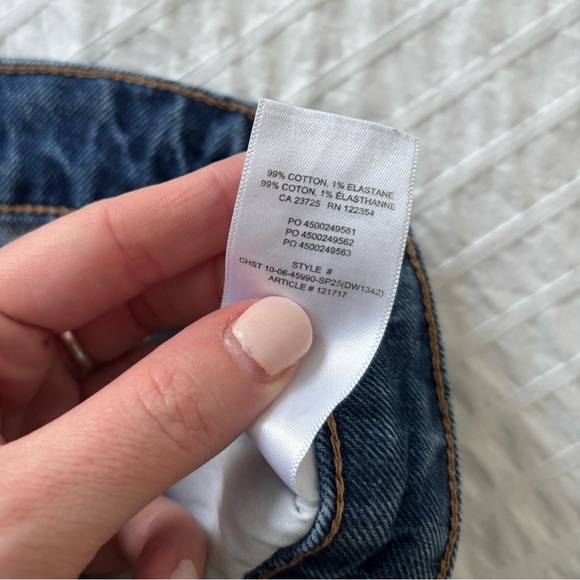 99% COTTON, 1% ELASTANE
99% COTON, 1% ÉLASTHANNE
CA 23725 RN 122354
PO 4500249561
PO 4500249562
PO 4500249563
STYLE #
CHST 10-06-45990-SP25(DW1342)
ARTICLE # 121717